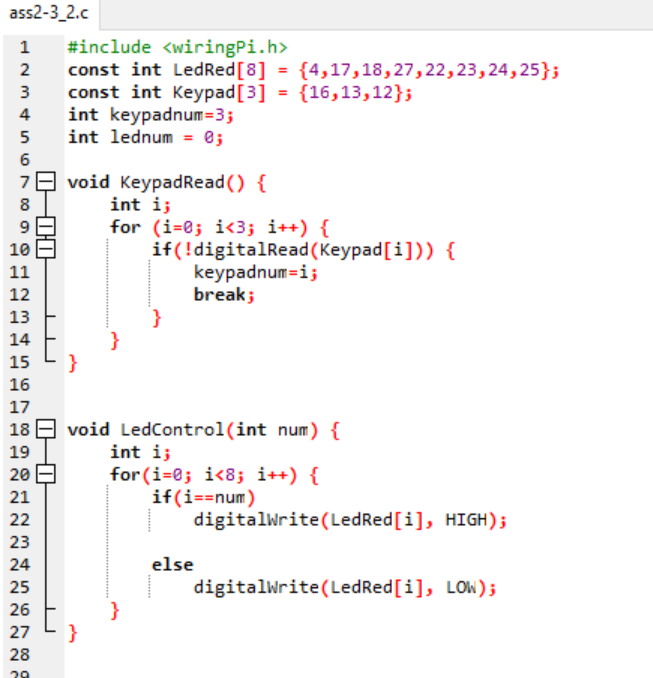 ass2-3_2.c
1 #include <wiringPi.h>
2 const int LedRed[8] = {4,17,18,27,22,23,24,25};
3 const int Keypad[3] = {16,13,12};
4 int keypadnum=3;
5 int lednum = 0;
6
7 void KeypadRead() {
8     int i;
9     for (i=0; i<3; i++) {
10         if(!digitalRead(Keypad[i])) {
11             keypadnum=i;
12             break;
13         }
14     }
15 }
16
17
18 void LedControl(int num) {
19     int i;
20     for(i=0; i<8; i++) {
21         if(i==num)
22             digitalWrite(LedRed[i], HIGH);
23
24         else
25             digitalWrite(LedRed[i], LOW);
26     }
27 }
28
29